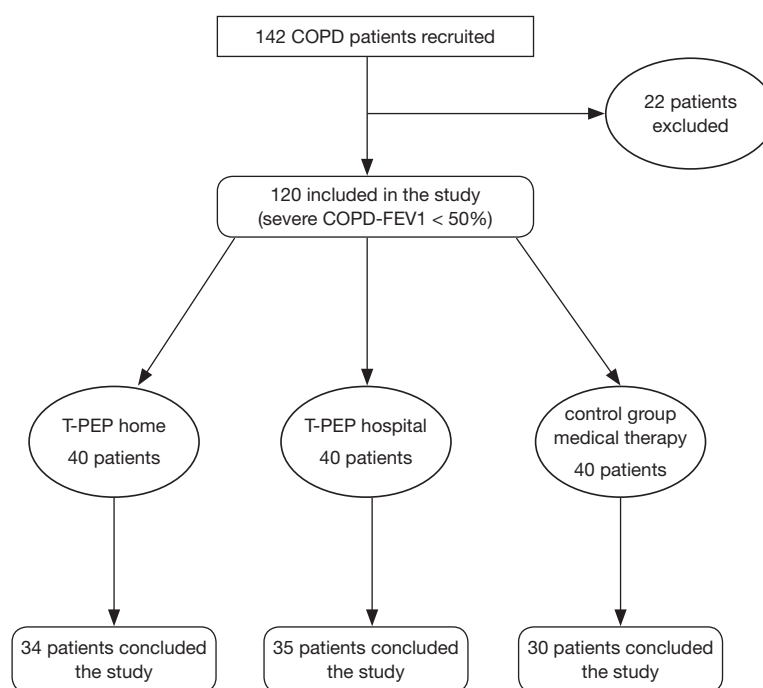 142 COPD patients recruited
22 patients
excluded
120 included in the study
(severe COPD-FEV1 < 50%)
T-PEP home
40 patients
T-PEP hospital
40 patients
control group
medical therapy
40 patients
34 patients concluded
the study
35 patients concluded
the study
30 patients concluded
the study